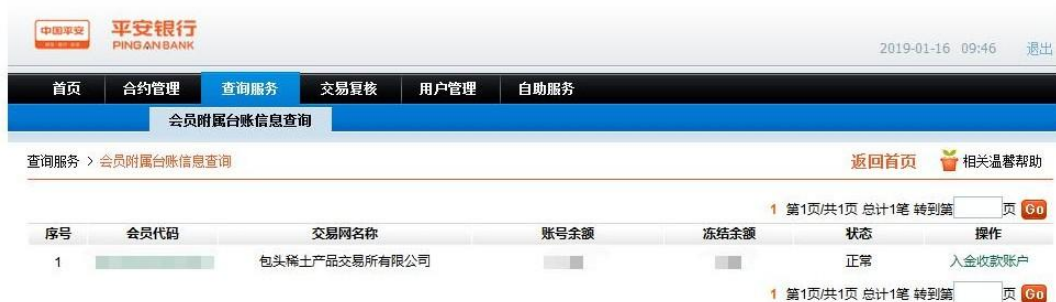 中国平安
平安银行
PING AN BANK
2019-01-16 09:46 退出
首页 合约管理 查询服务 交易复核 用户管理 自助服务
会员附属台账信息查询
查询服务 > 会员附属台账信息查询 返回首页 相关温馨帮助
1 第1页/共1页 总计1笔 转到第 页 Go
序号 会员代码 交易网名称 账号余额 冻结余额 状态 操作
1 包头稀土产品交易所有限公司 正常 入金收款账户
1 第1页/共1页 总计1笔 转到第 页 Go